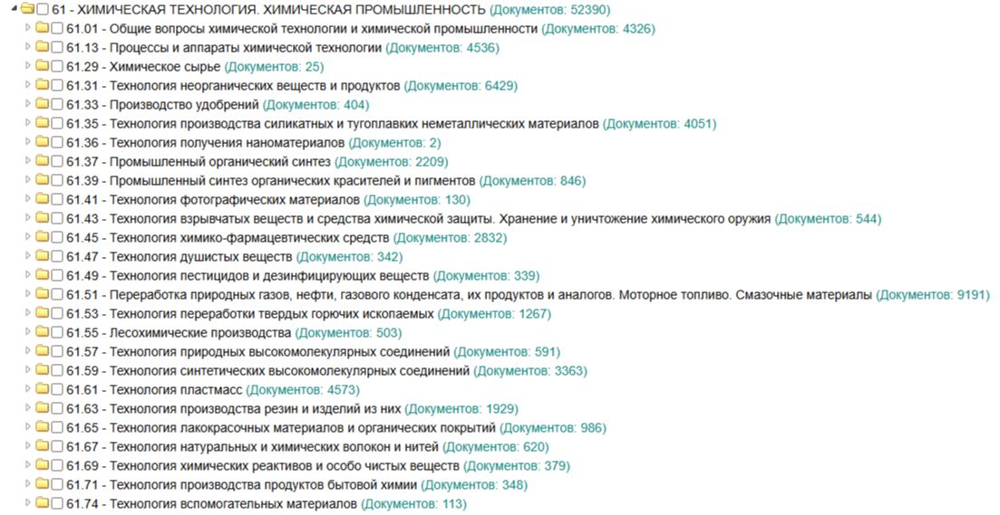 61 - ХИМИЧЕСКАЯ ТЕХНОЛОГИЯ. ХИМИЧЕСКАЯ ПРОМЫШЛЕННОСТЬ (Документов: 52390)
61.01 - Общие вопросы химической технологии и химической промышленности (Документов: 4326)
61.13 - Процессы и аппараты химической технологии (Документов: 4536)
61.29 - Химическое сырье (Документов: 25)
61.31 - Технология неорганических веществ и продуктов (Документов: 6429)
61.33 - Производство удобрений (Документов: 404)
61.35 - Технология производства силикатных и тугоплавких неметаллических материалов (Документов: 4051)
61.36 - Технология получения наноматериалов (Документов: 2)
61.37 - Промышленный органический синтез (Документов: 2209)
61.39 - Промышленный синтез органических красителей и пигментов (Документов: 846)
61.41 - Технология фотографических материалов (Документов: 130)
61.43 - Технология взрывчатых веществ и средства химической защиты. Хранение и уничтожение химического оружия (Документов: 544)
61.45 - Технология химико-фармацевтических средств (Документов: 2832)
61.47 - Технология душистых веществ (Документов: 342)
61.49 - Технология пестицидов и дезинфицирующих веществ (Документов: 339)
61.51 - Переработка природных газов, нефти, газового конденсата, их продуктов и аналогов. Моторное топливо. Смазочные материалы (Документов: 9191)
61.53 - Технология переработки твердых горючих ископаемых (Документов: 1267)
61.55 - Лесохимические производства (Документов: 503)
61.57 - Технология природных высокомолекулярных соединений (Документов: 591)
61.59 - Технология синтетических высокомолекулярных соединений (Документов: 3363)
61.61 - Технология пластмасс (Документов: 4573)
61.63 - Технология производства резин и изделий из них (Документов: 1929)
61.65 - Технология лакокрасочных материалов и органических покрытий (Документов: 986)
61.67 - Технология натуральных и химических волокон и нитей (Документов: 620)
61.69 - Технология химических реактивов и особо чистых веществ (Документов: 379)
61.71 - Технология производства продуктов бытовой химии (Документов: 348)
61.74 - Технология вспомогательных материалов (Документов: 113)